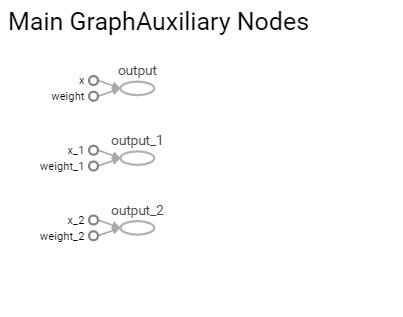 Main GraphAuxiliary Nodes
output
x
weight
output_1
x_1
weight_1
output_2
x_2
weight_2